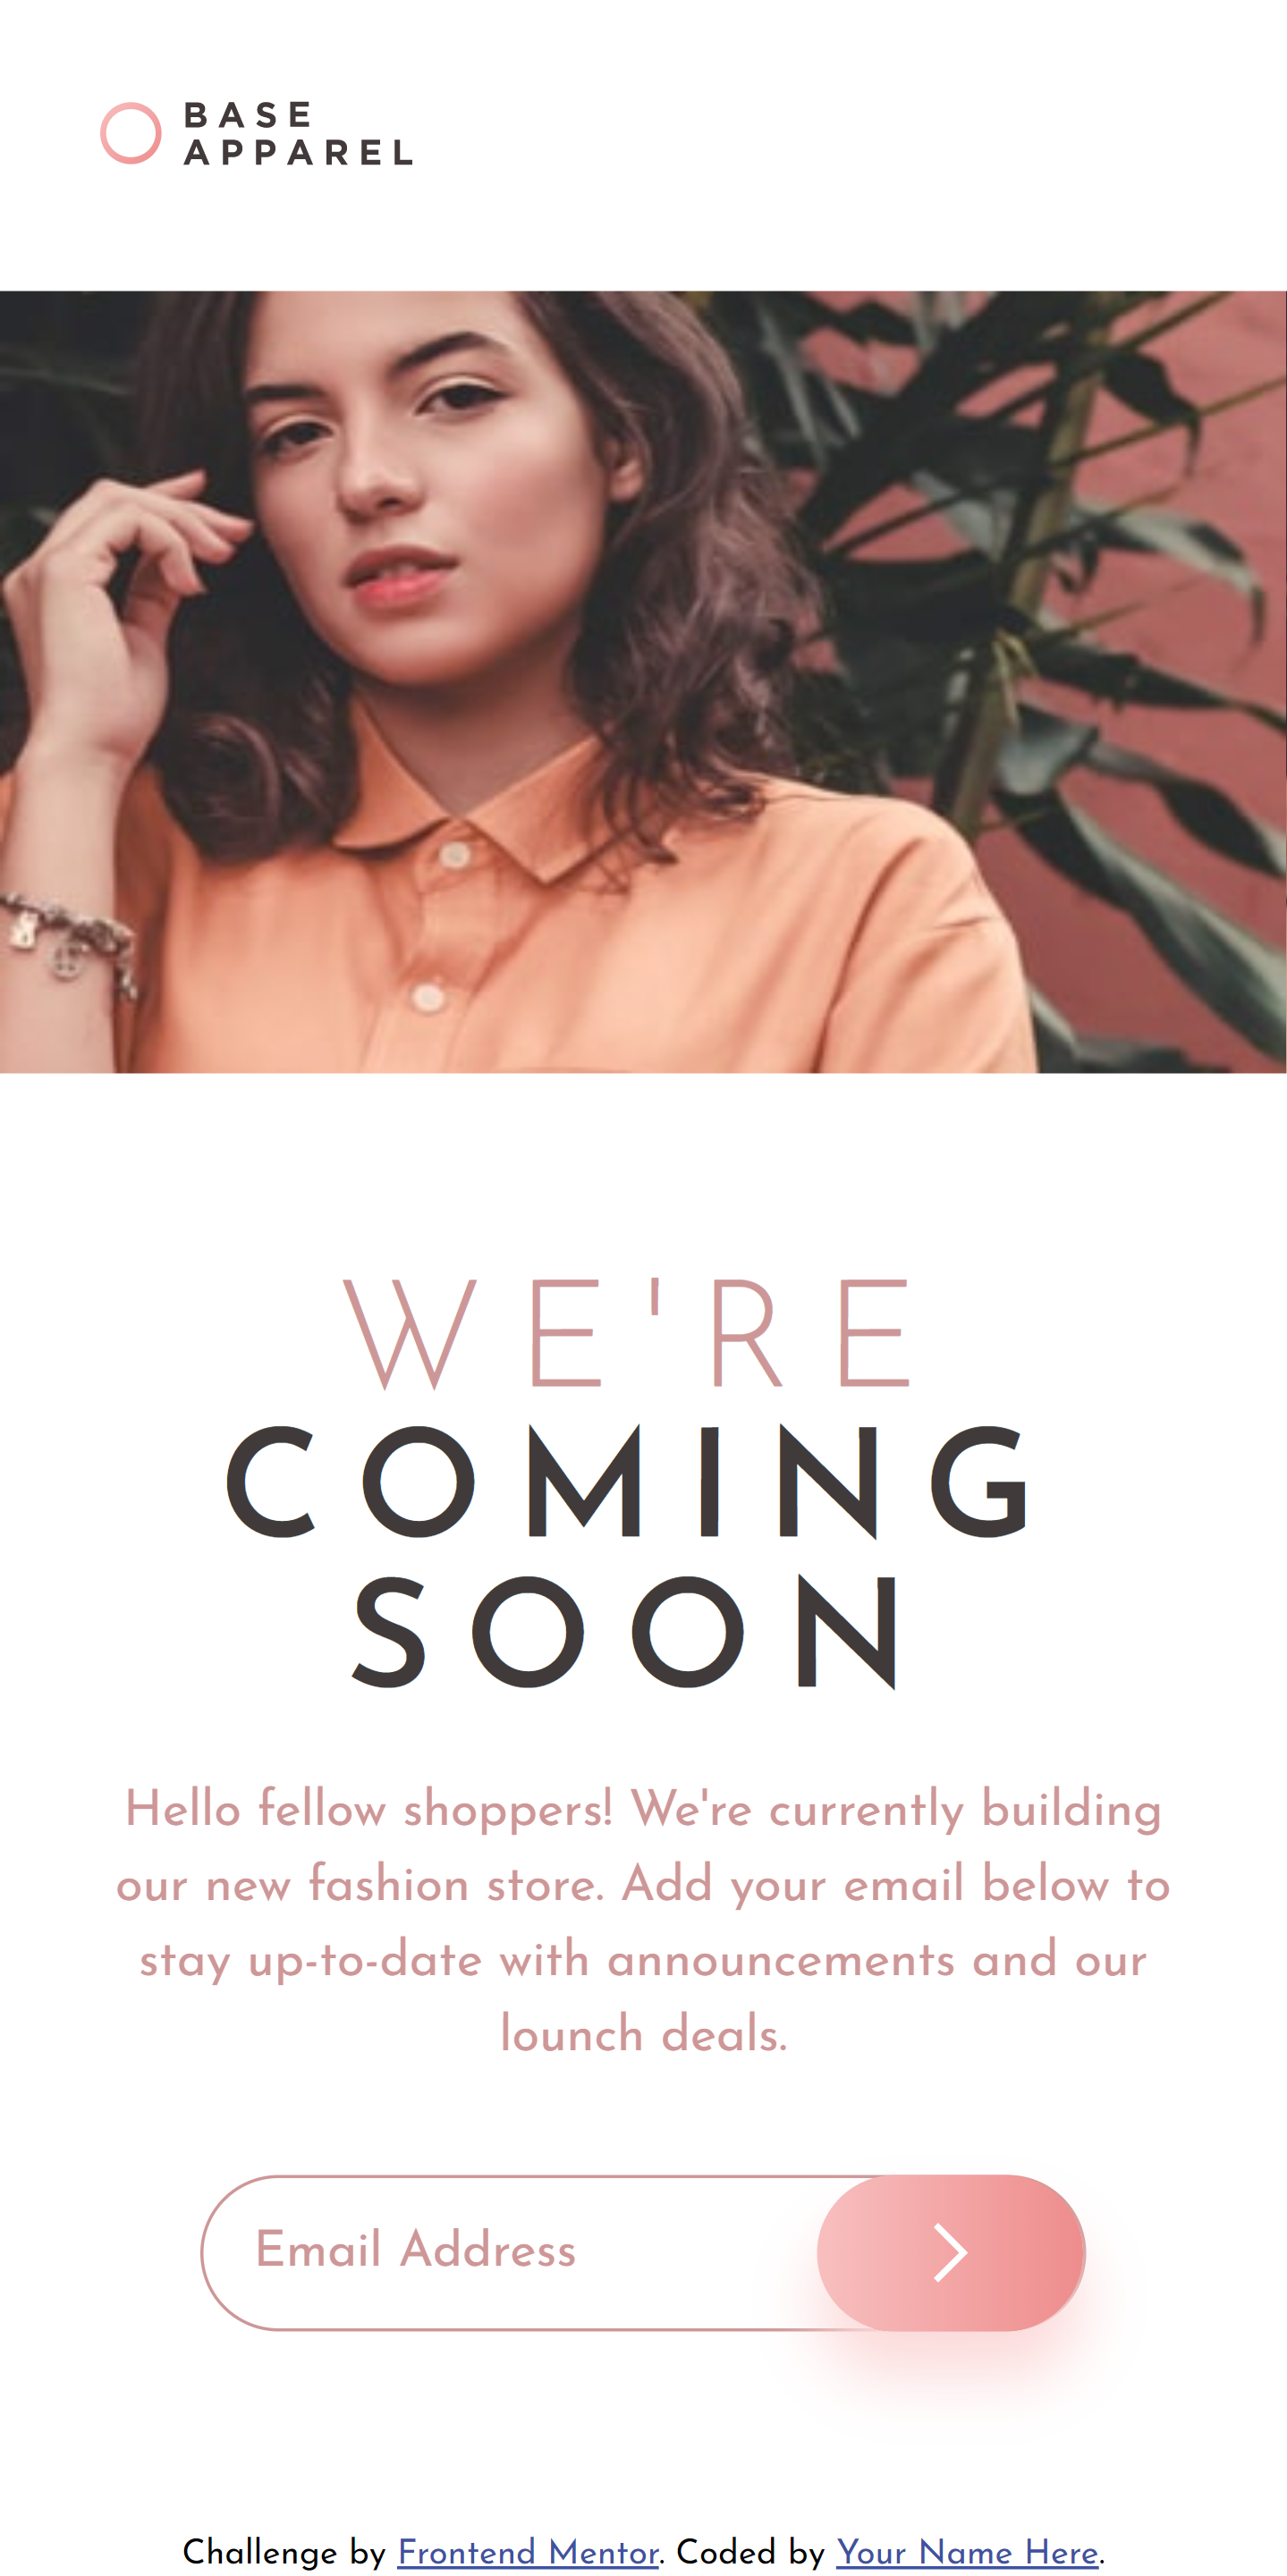 BASE
APPAREL
WE'RE
COMING
SOON
Hello fellow shoppers! We're currently building
our new fashion store. Add your email below to
stay up-to-date with announcements and our
lounch deals.
Email Address
Challenge by Frontend Mentor. Coded by Your Name Here.